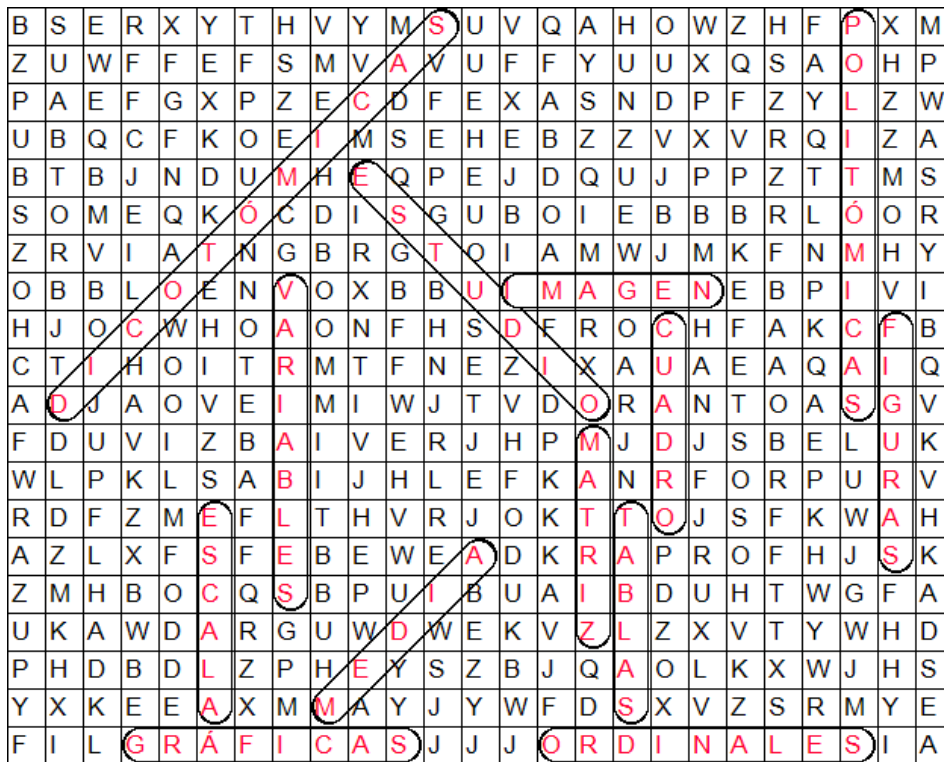 B S E R X Y T H V Y M S U V Q A H O W Z H F P X M
Z U W F F E F S M V A V U F F Y U U X Q S A O H P
P A E F G X P Z E C D F E X A S N D P F Z Y L Z W
U B Q C F K O E I M S E H E B Z Z V X V R Q I Z A
B T B J N D U M H E Q P E J D Q U J P P Z T T M S
S O M E Q K Ó C D I S G U B O I E B B B R L Ó O R
Z R V I A T N G B R G T O I A M W J M K F N M H Y
O B B L O E N V O X B B U I M A G E N E B P I V I
H J O C W H O A O N F H S D F R O C H F A K C F B
C T I H O I T R M T F N E Z I X A U A E A Q A I Q
A D J A O V E I M I W J T V D O R A N T O A S G V
F D U V I Z B A I V E R J H P M J D J S B E L U K
W L P K L S A B I J H L E F K A N R F O R P U R V
R D F Z M E F L T H V R J O K T T O J S F K W A H
A Z L X F S F E B E W E A D K R A P R O F H J S K
Z M H B O C Q S B P U I B U A I B D U H T W G F A
U K A W D A R G U W D W E K V Z L Z X V T Y W H D
P H D B D L Z P H E Y S Z B J Q A O L K X W J H S
Y X K E E A X M M A Y J Y W F D S X V Z S R M Y E
F I L G R Á F I C A S J J J O R D I N A L E S I A